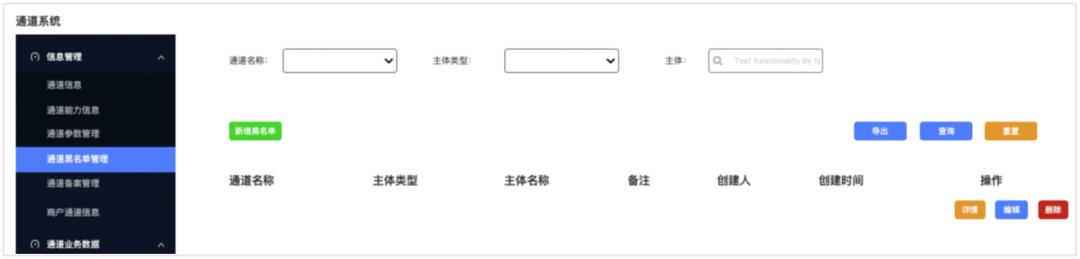 通道系统
信息管理
通道信息
通道能力信息
通道参数管理
通道黑名单管理
通道备案管理
商户通道信息
通道业务数据
通道名称: 主体类型: 主体: Test functionality by ty
新增黑名单 导出 查询 重置
通道名称 主体类型 主体名称 备注 创建人 创建时间 操作
详情 编辑 删除